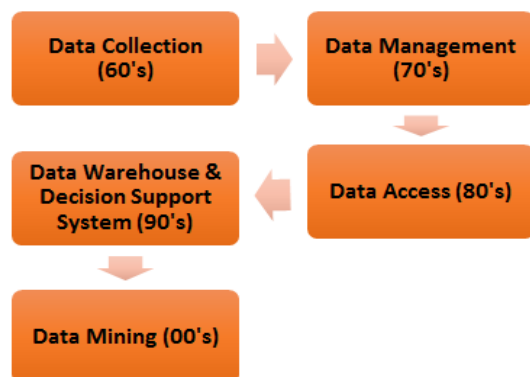 Data Collection
(60's)
Data Management
(70's)
Data Access (80's)
Data Warehouse &
Decision Support
System (90's)
Data Mining (00's)